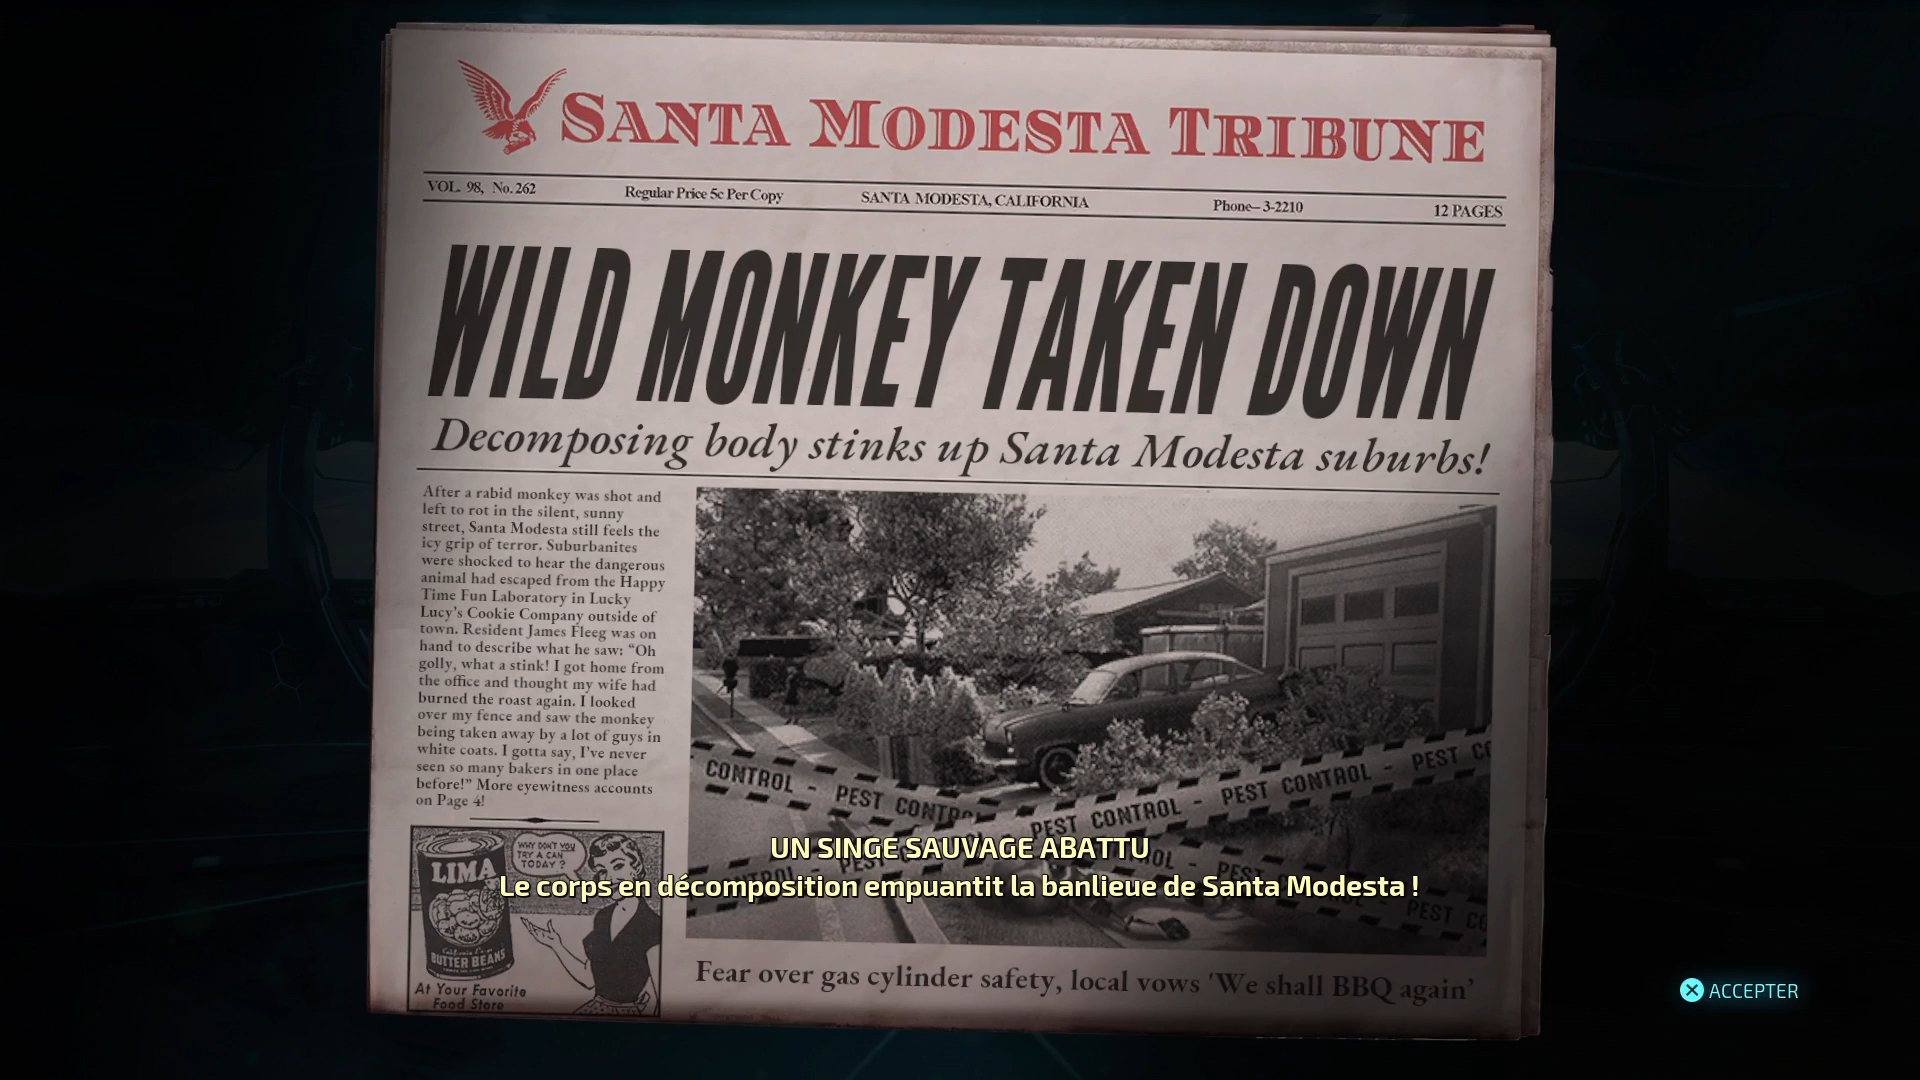 SANTA MODESTA TRIBUNE
VOL. 98, No. 262
Regular Price 5c Per Copy
SANTA MODESTA, CALIFORNIA
Phone– 3-2210
12 PAGES
WILD MONKEY TAKEN DOWN
Decomposing body stinks up Santa Modesta suburbs!
After a rabid monkey was shot and
left to rot in the silent, sunny
street, Santa Modesta still feels the
icy grip of terror. Suburbanites
were shocked to hear the dangerous
animal had escaped from the Happy
Time Fun Laboratory in Lucky
Lucy's Cookie Company outside of
town. Resident James Fleeg was on
hand to describe what he saw: “Oh
golly, what a stink! I got home from
the office and thought my wife had
burned the roast again. I looked
over my fence and saw the monkey
being taken away by a lot of guys in
white coats. I gotta say, I've never
seen so many bakers in one place
before!” More eyewitness accounts
on Page 4!
CONTROL - PEST CONTROL
PEST CONTROL - PEST CONTROL - PEST CO
CONTROL
PEST CO
UN SINGE SAUVAGE ABATTU
Le corps en décomposition empuantit la banlieue de Santa Modesta !
WHY DON'T YOU
TRY A CAN
TODAY?
LIMA
BUTTER BEANS
At Your Favorite
Food Store
Fear over gas cylinder safety, local vows 'We shall BBQ again'
ACCEPTER